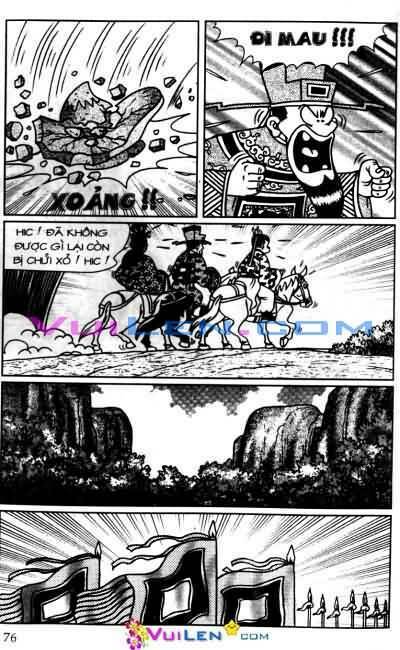 XOẢNG !!
ĐI MAU !!!
HIC ! ĐÃ KHÔNG
ĐƯỢC GÌ LẠI CÒN
BỊ CHỬI XỎ ! HIC !
VUILEN.COM
76
VUILEN.COM